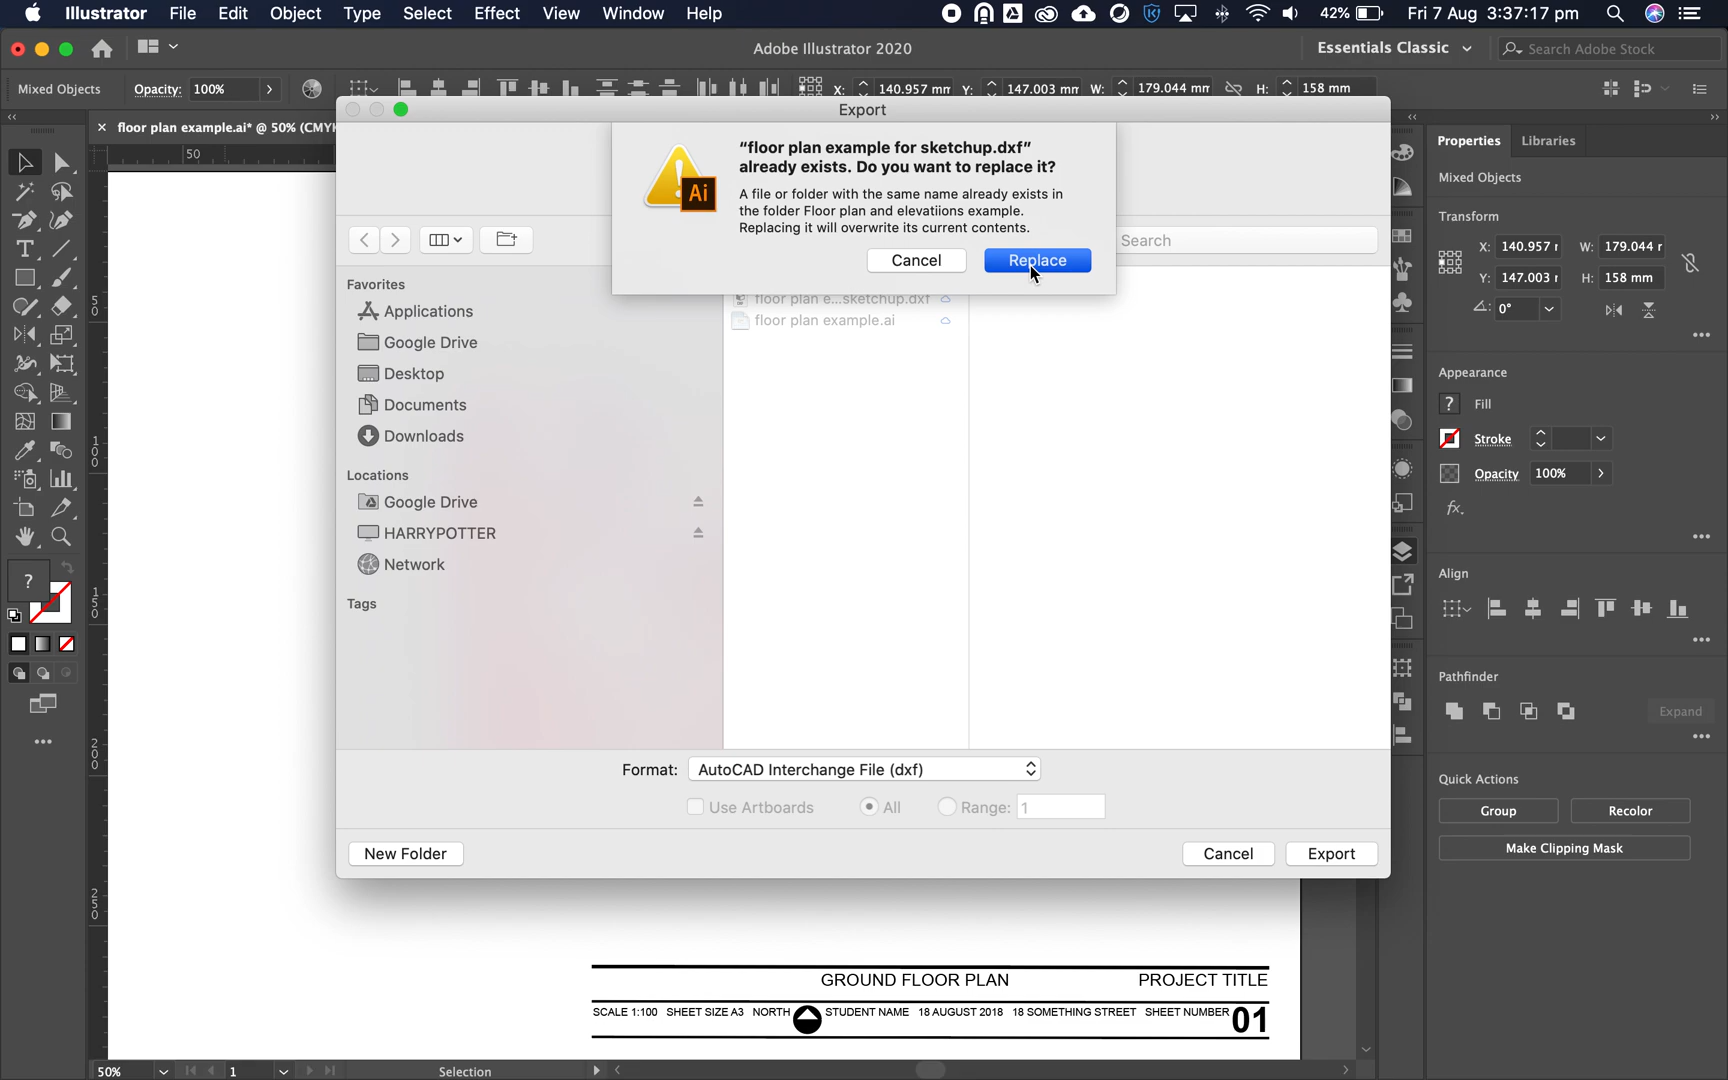 Illustrator File Edit Object Type Select Effect View Window Help 42% Fri 7 Aug 3:37:17 pm
Adobe Illustrator 2020 Essentials Classic Search Adobe Stock
Mixed Objects Opacity: 100% X: 140.957 mm Y: 147.003 mm W: 179.044 mm H: 158 mm
Export
floor plan example.ai* @ 50% (CMYK
50
"floor plan example for sketchup.dxf"
already exists. Do you want to replace it?
A file or folder with the same name already exists in
the folder Floor plan and elevatiions example.
Replacing it will overwrite its current contents.
Cancel Replace
Ai
Search
Favorites
Applications
Google Drive
Desktop
Documents
Downloads
Locations
Google Drive
HARRYPOTTER
Network
Tags
floor plan e...sketchup.dxf
floor plan example.ai
Format: AutoCAD Interchange File (dxf)
Use Artboards All Range: 1
New Folder Cancel Export
50
100
150
200
250
Properties Libraries
Mixed Objects
Transform
X: 140.957 r W: 179.044 r
Y: 147.003 r H: 158 mm
0°
Appearance
? Fill
Stroke
Opacity 100%
fx.
Align
Pathfinder
Expand
Quick Actions
Group Recolor
Make Clipping Mask
?
GROUND FLOOR PLAN PROJECT TITLE
SCALE 1:100 SHEET SIZE A3 NORTH STUDENT NAME 18 AUGUST 2018 18 SOMETHING STREET SHEET NUMBER 01
50% 1 Selection